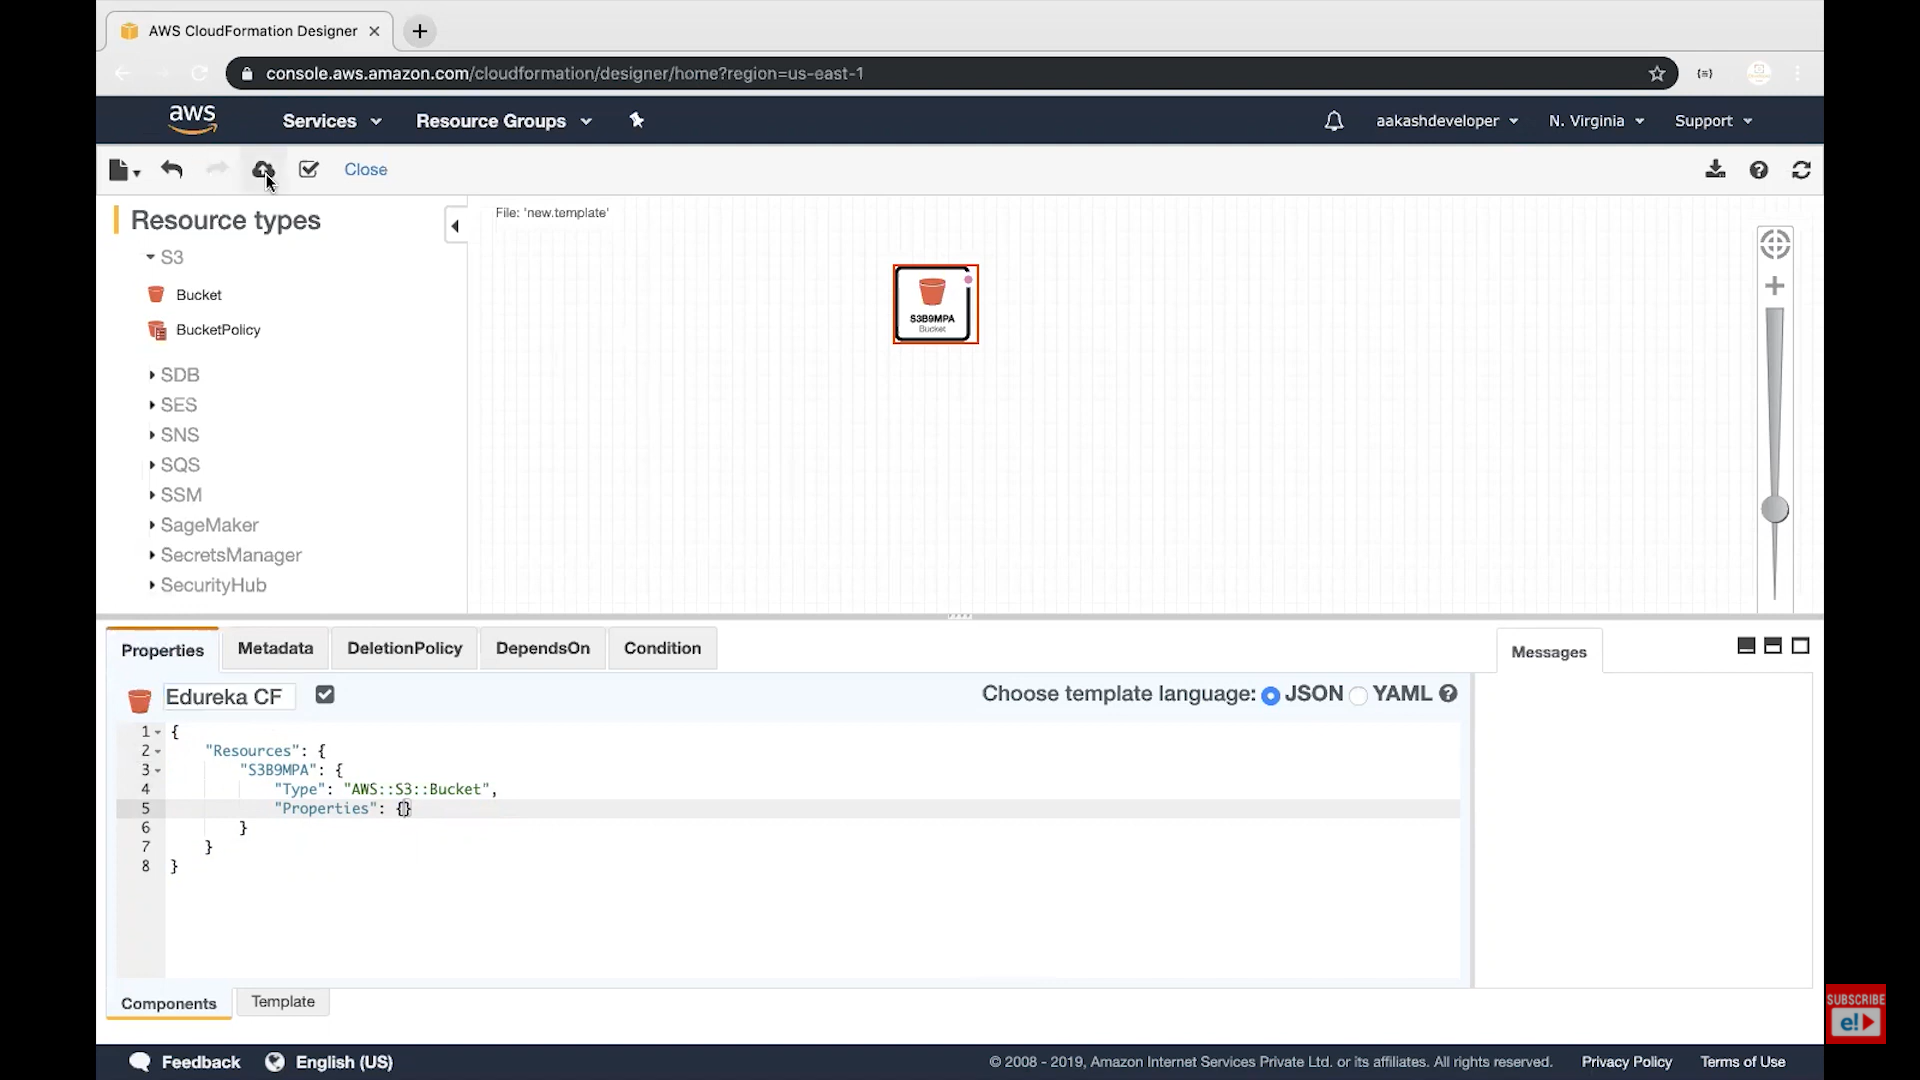 AWS CloudFormation Designer
console.aws.amazon.com/cloudformation/designer/home?region=us-east-1
aws
Services
Resource Groups
aakashdeveloper
N. Virginia
Support
Close
Resource types
S3
Bucket
BucketPolicy
SDB
SES
SNS
SQS
SSM
SageMaker
SecretsManager
SecurityHub
File: 'new.template'
S3B9MPA
Bucket
Properties
Metadata
DeletionPolicy
DependsOn
Condition
Messages
Edureka CF
Choose template language: JSON YAML
1 {
2 "Resources": {
3 "S3B9MPA": {
4 "Type": "AWS::S3::Bucket",
5 "Properties": {}
6 }
7 }
8 }
Components
Template
SUBSCRIBE
e!
Feedback
English (US)
© 2008 - 2019, Amazon Internet Services Private Ltd. or its affiliates. All rights reserved.
Privacy Policy
Terms of Use